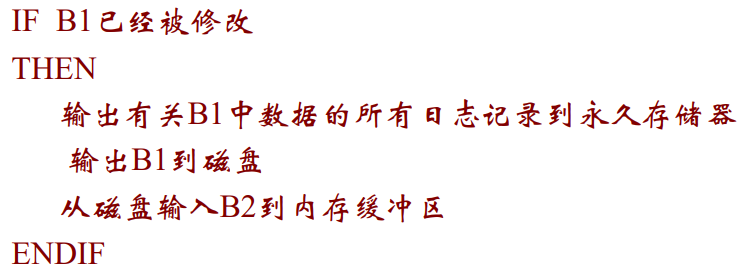 IF B1已经被修改
THEN
输出有关B1中数据的所有日志记录到永久存储器
输出B1到磁盘
从磁盘输入B2到内存缓冲区
ENDIF